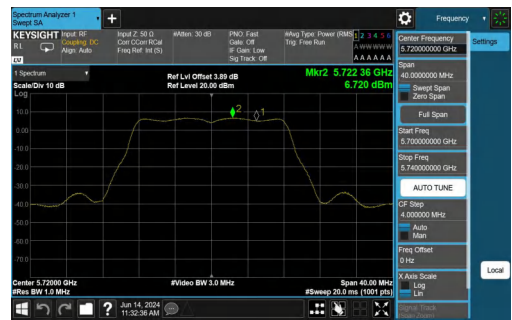 Spectrum Analyzer 1
Swept SA
Frequency
KEYSIGHT
RL
LV
Input: RF
Coupling: DC
Align: Auto
Input Z: 50 Ω
Corr CCorr RCal
Freq Ref: Int (S)
#Atten: 30 dB
PNO: Fast
Gate: Off
IF Gain: Low
Sig Track: Off
#Avg Type: Power (RMS
Trig: Free Run
1 2 3 4 5 6
A W W W W W
A A A A A A
1 Spectrum
Scale/Div 10 dB
Log
Ref Lvl Offset 3.89 dB
Ref Level 20.00 dBm
Mkr2 5.722 36 GHz
6.720 dBm
10.0
0.00
-10.0
-20.0
-30.0
-40.0
-50.0
-60.0
-70.0
2
1
Center 5.72000 GHz
#Res BW 1.0 MHz
#Video BW 3.0 MHz
Span 40.00 MHz
#Sweep 20.0 ms (1001 pts)
Jun 14, 2024
11:32:36 AM
Center Frequency
5.720000000 GHz
Span
40.0000000 MHz
Swept Span
Zero Span
Full Span
Start Freq
5.700000000 GHz
Stop Freq
5.740000000 GHz
AUTO TUNE
CF Step
4.000000 MHz
Auto
Man
Freq Offset
0 Hz
X Axis Scale
Log
Lin
Signal Track
(Span Zoom)
Settings
Local